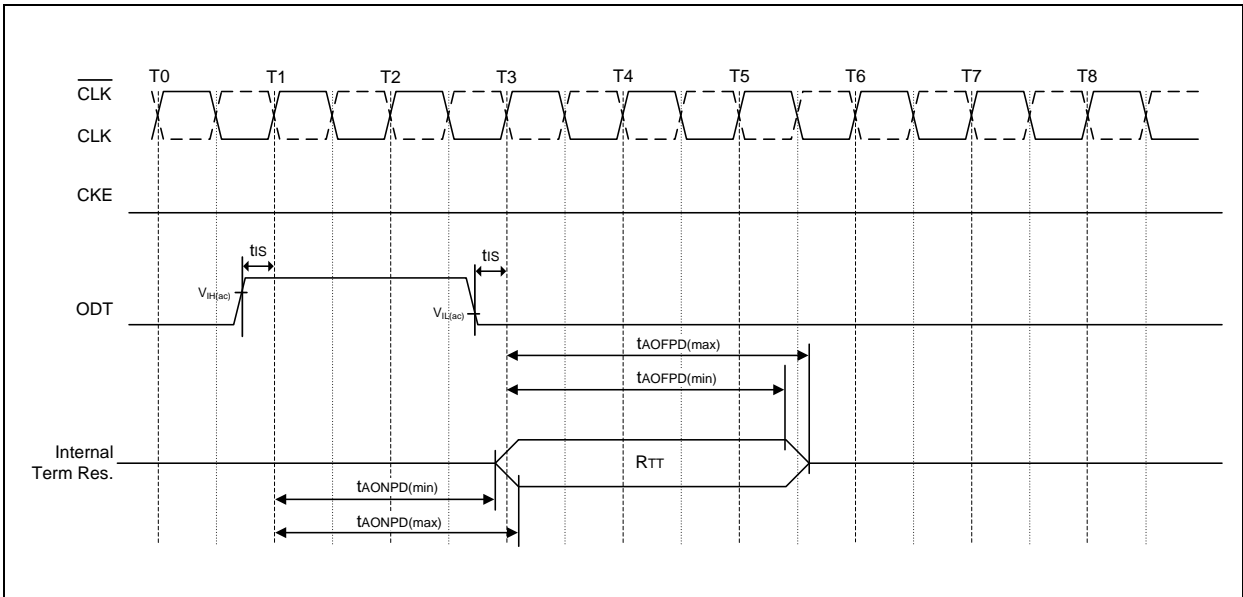 T0 T1 T2 T3 T4 T5 T6 T7 T8
CLK
CLK
CKE
tIS
tIS
VIH(ac)
VIL(ac)
ODT
tAOFPD(max)
tAOFPD(min)
Internal
Term Res.
RTT
tAONPD(min)
tAONPD(max)